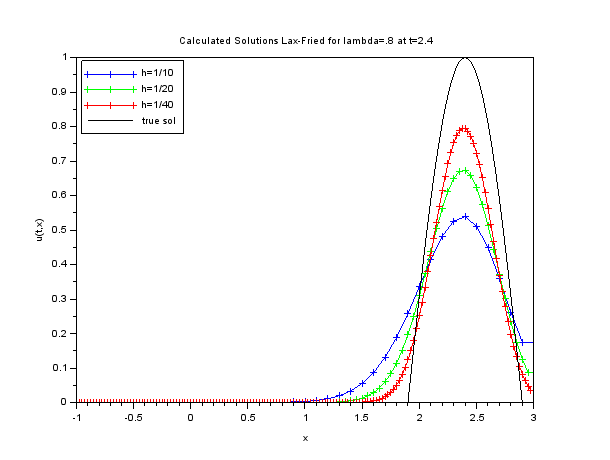 Calculated Solutions Lax-Fried for lambda=.8 at t=2.4
1
h=1/10
h=1/20
0.9
h=1/40
true sol
0.8
0.7
0.6
u(t,x)
0.5
0.4
0.3
0.2
0.1
0
-1 -0.5 0 0.5 1 1.5 2 2.5 3
x